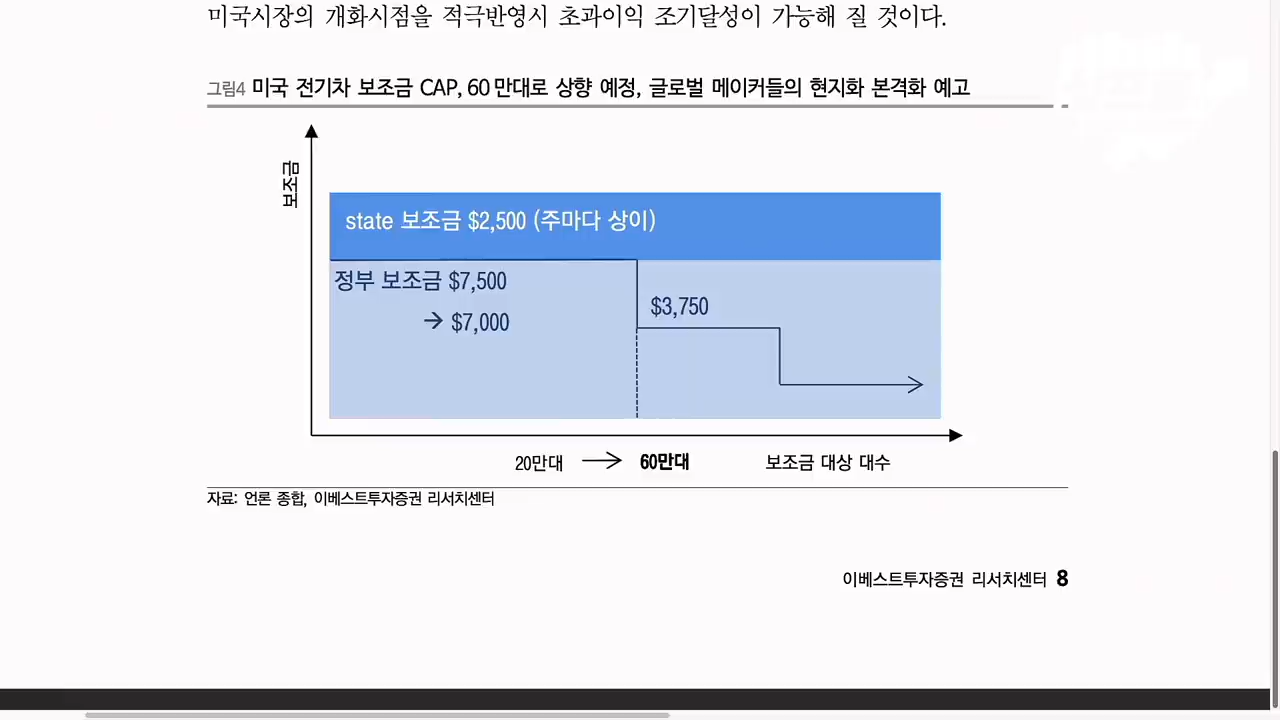 미국시장의 개화시점을 적극반영시 초과이익 조기달성이 가능해 질 것이다.
그림4 미국 전기차 보조금 CAP, 60만대로 상향 예정, 글로벌 메이커들의 현지화 본격화 예고
보조금
state 보조금 $2,500 (주마다 상이)
정부 보조금 $7,500
→ $7,000
$3,750
20만대 → 60만대 보조금 대상 대수
자료: 언론 종합, 이베스트투자증권 리서치센터
이베스트투자증권 리서치센터 8